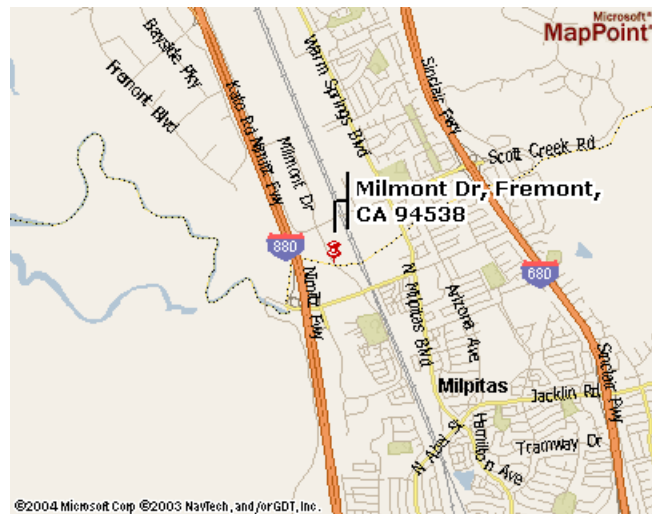 Microsoft®
MapPoint®
Bayside Pky
Fremont Blvd
Kato Rd
Nimitz Fwy
Milmont Dr
Warm Springs Blvd
Sinclair Fwy
Scott Creek Rd
Milmont Dr, Fremont,
CA 94538
880
680
Nimitz Fwy
N Milpitas Blvd
Arizona Ave
Sinclair Fwy
Milpitas
Jacklin Rd
N Abel St
Hamilton Ave
Tramway Dr
©2004 Microsoft Corp ©2003 NavTech, and/or GDT, Inc.